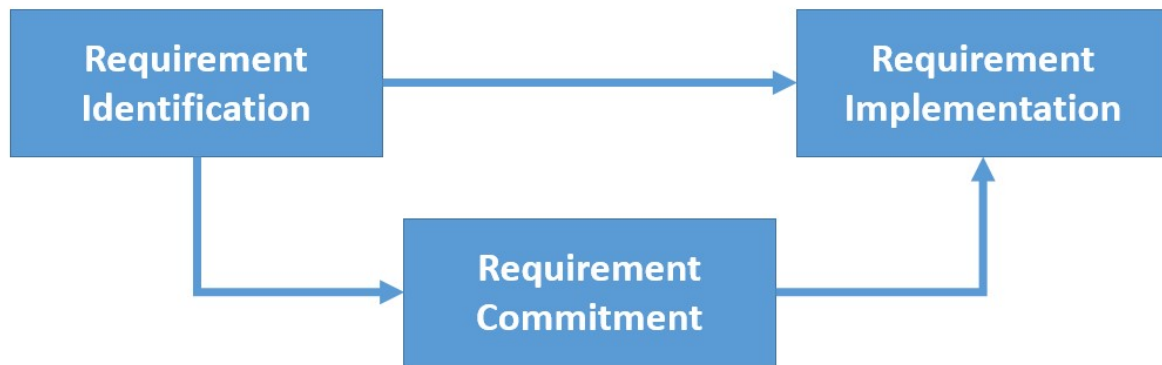 Requirement
Identification
Requirement
Implementation
Requirement
Commitment